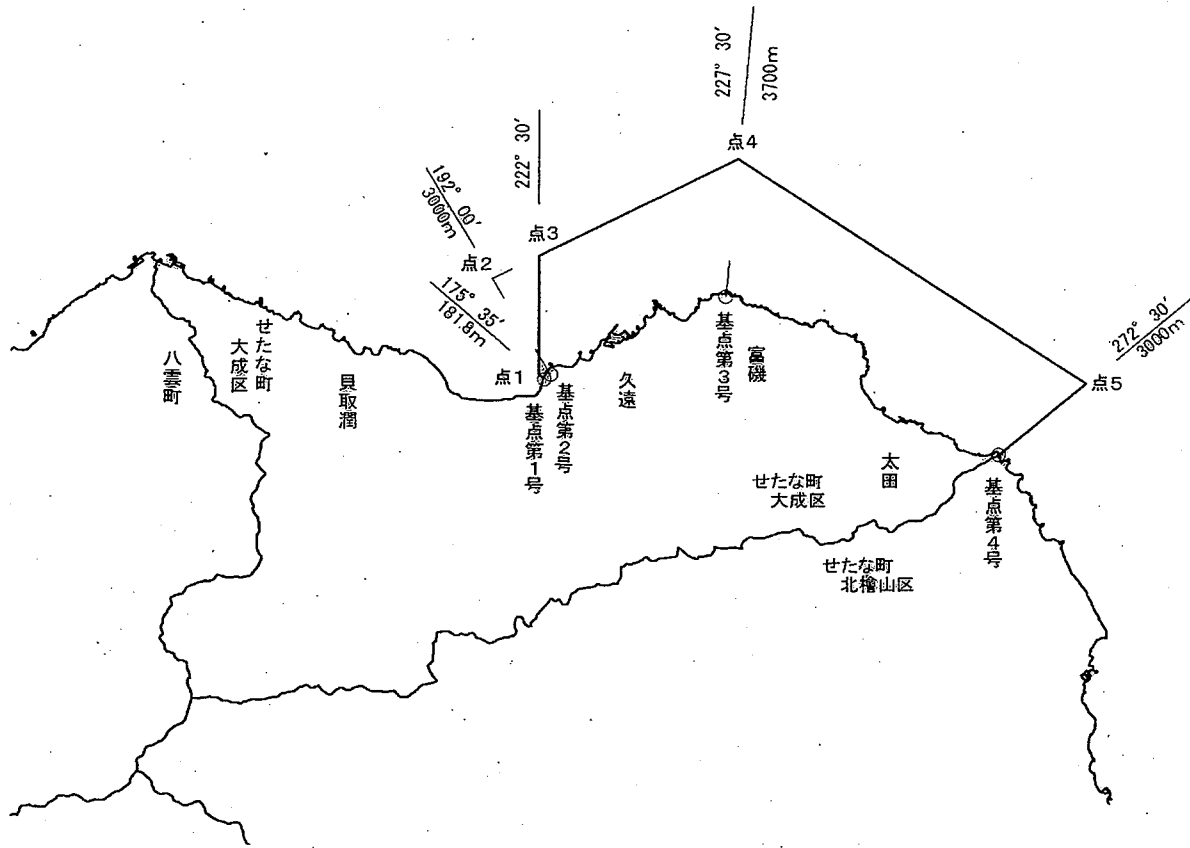 227° 30′
3700m
点4
222° 30′
点3
192° 00′
3000m
点2
175° 35′
181.8m
点1
基点第1号
基点第2号
基点第3号
272° 30′
3000m
点5
八雲町
せたな町
大成区
貝取澗
久遠
富磯
太田
せたな町
大成区
基点第4号
せたな町
北檜山区